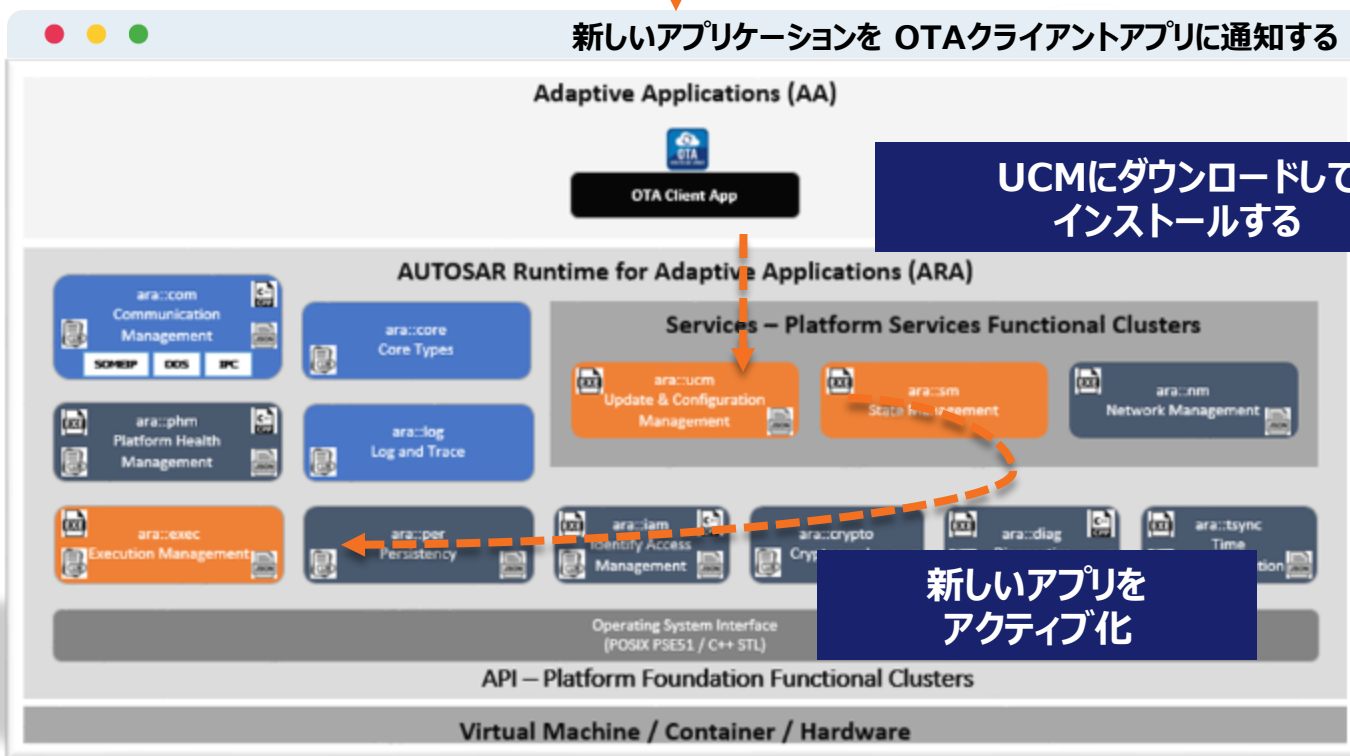 新しいアプリケーションを OTAクライアントアプリに通知する
Adaptive Applications (AA)
OTA
OTA Client App
UCMにダウンロードして
インストールする
AUTOSAR Runtime for Adaptive Applications (ARA)
ara::com
Communication
Management
SOMEIP DDS IPC
ara::core
Core Types
Services – Platform Services Functional Clusters
ara::ucm
Update & Configuration
Management
ara::sm
State Management
ara::nm
Network Management
ara::phm
Platform Health
Management
ara::log
Log and Trace
ara::exec
Execution Management
ara::per
Persistency
ara::iam
Identify Access
Management
ara::crypto
ara::diag
ara::tsync
Time
新しいアプリを
アクティブ化
Operating System Interface
(POSIX PSE51 / C++ STL)
API – Platform Foundation Functional Clusters
Virtual Machine / Container / Hardware